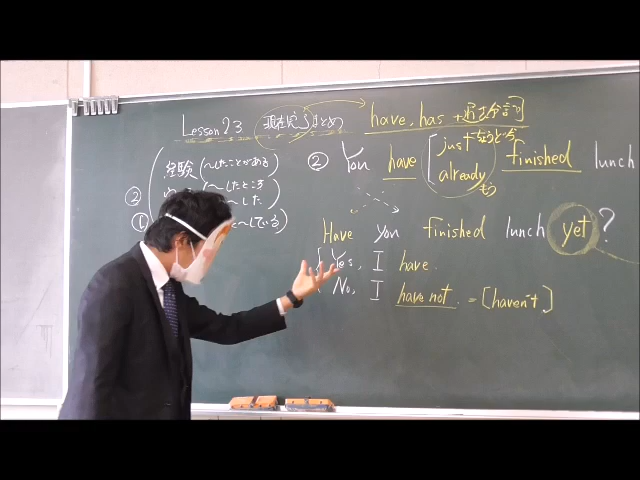 Lesson 23 現在完了まとめ have, has + 過去分詞
経験 (〜したことがある)
② (〜したところ
〜した)
① 〜している)
② You have [just ちょうど already もう finished lunch
Have you finished lunch yet?
Yes, I have.
No, I have not. = [haven't]